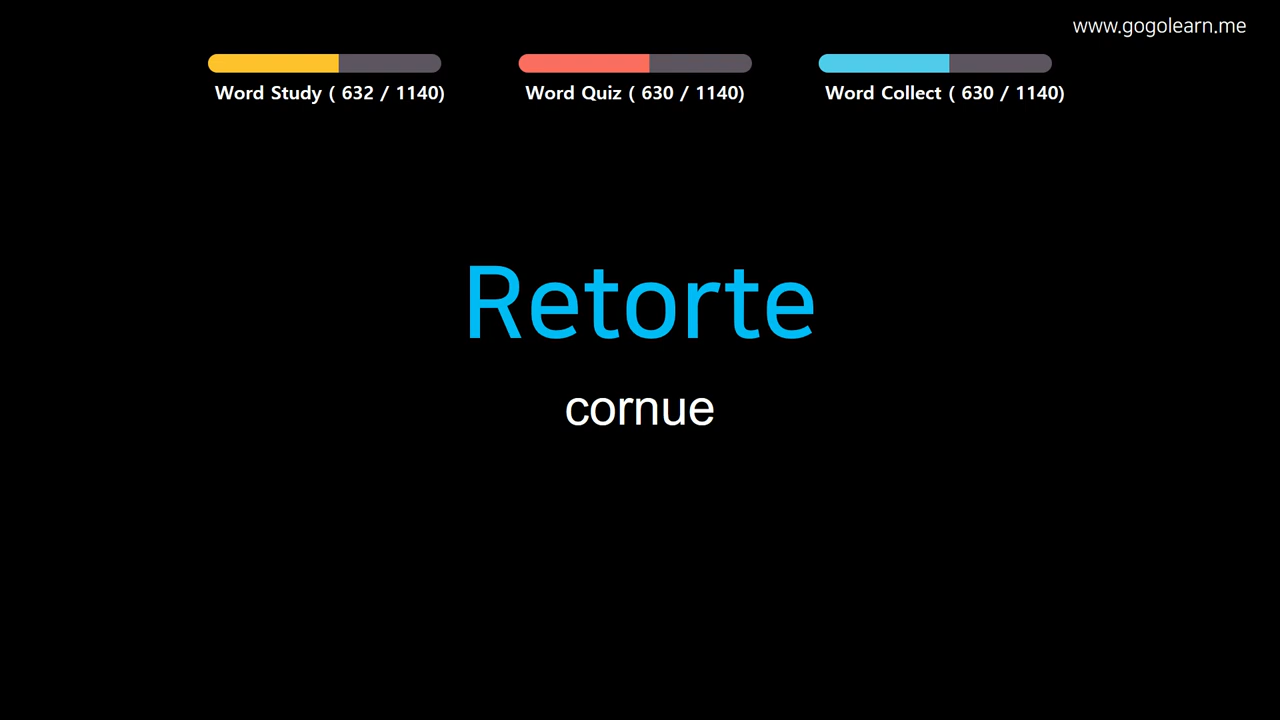 www.gogolearn.me
Word Study ( 632 / 1140)
Word Quiz ( 630 / 1140)
Word Collect ( 630 / 1140)
Retorte
cornue